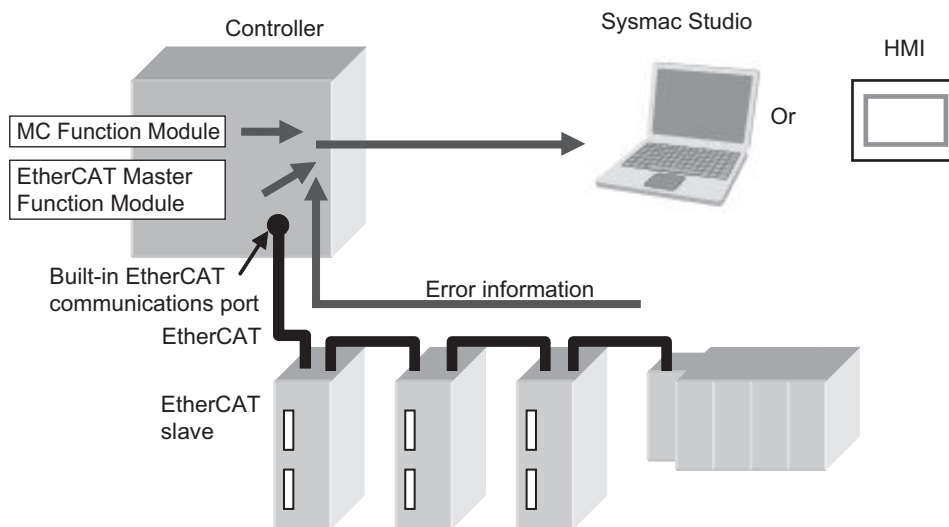 Controller
Sysmac Studio
HMI
Or
MC Function Module
EtherCAT Master
Function Module
Built-in EtherCAT
communications port
Error information
EtherCAT
EtherCAT
slave